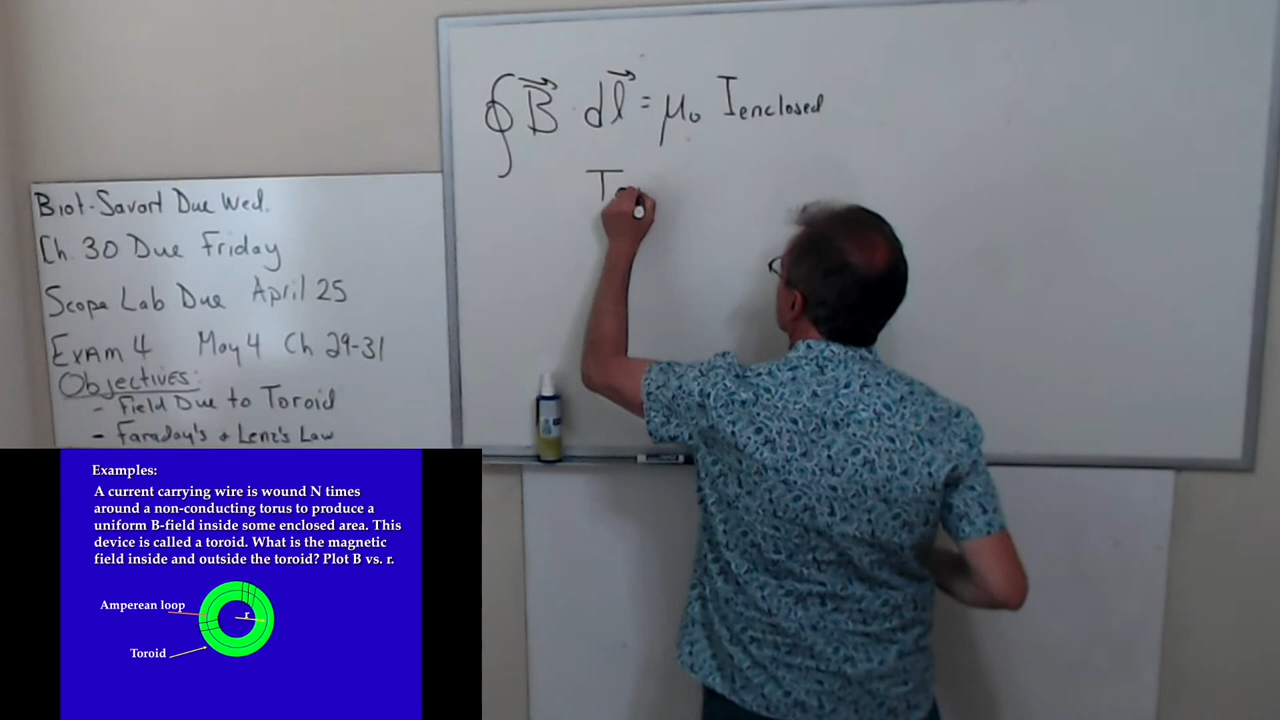 ∮ B⃗ dl⃗ = μ₀ Ienclosed
To
Biot-Savart Due Wed.
Ch. 30 Due Friday
Scope Lab Due April 25
EXAM 4 May 4 Ch 29-31
Objectives:
- Field Due to Toroid
- Faraday's + Lenz's Law
Examples:
A current carrying wire is wound N times
around a non-conducting torus to produce a
uniform B-field inside some enclosed area. This
device is called a toroid. What is the magnetic
field inside and outside the toroid? Plot B vs. r.
Amperean loop
r
Toroid